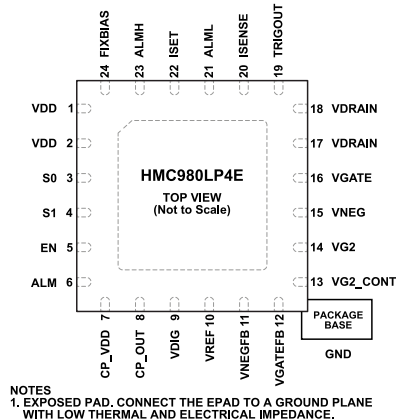 24 FIXBIAS
23 ALMH
22 ISET
21 ALML
20 ISENSE
19 TRIGOUT
VDD 1
VDD 2
S0 3
S1 4
EN 5
ALM 6
HMC980LP4E
TOP VIEW
(Not to Scale)
18 VDRAIN
17 VDRAIN
16 VGATE
15 VNEG
14 VG2
13 VG2_CONT
CP_VDD 7
CP_OUT 8
VDIG 9
VREF 10
VNEGFB 11
VGATEFB 12
PACKAGE
BASE
GND
NOTES
1. EXPOSED PAD. CONNECT THE EPAD TO A GROUND PLANE
WITH LOW THERMAL AND ELECTRICAL IMPEDANCE.